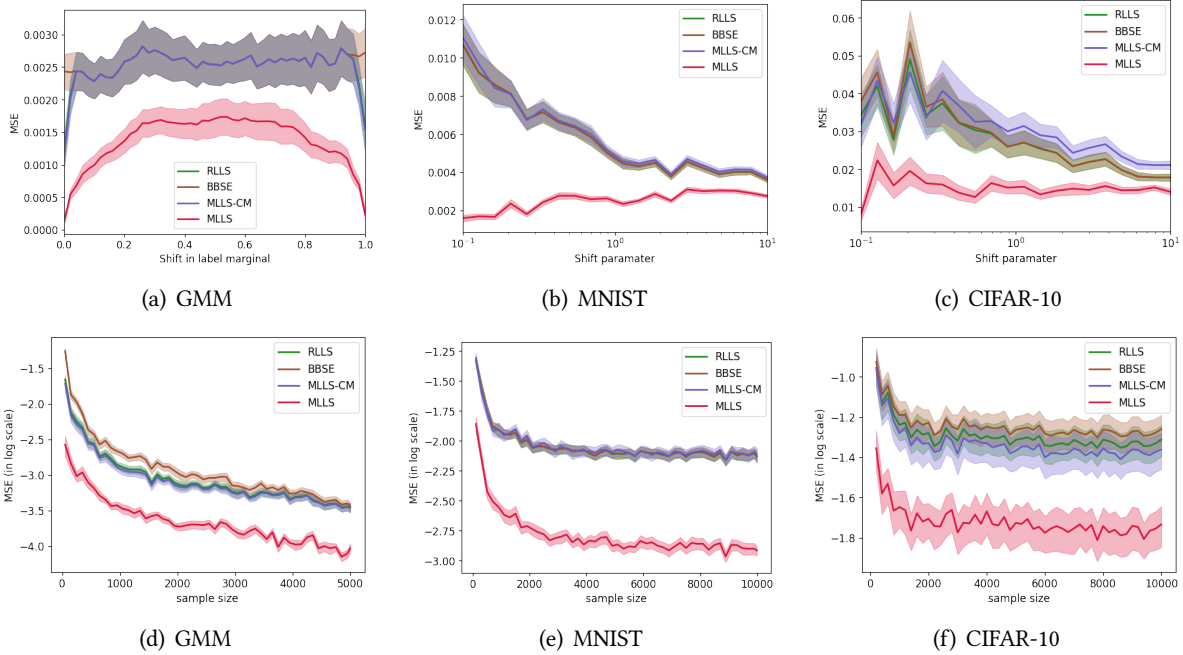 MSE
0.0030
0.0025
0.0020
0.0015
0.0010
0.0005
0.0000
RLLS
BBSE
MLLS-CM
MLLS
0.0 0.2 0.4 0.6 0.8 1.0
Shift in label marginal
(a) GMM
MSE
0.012
0.010
0.008
0.006
0.004
0.002
RLLS
BBSE
MLLS-CM
MLLS
10⁻¹ 10⁰ 10¹
Shift paramater
(b) MNIST
MSE
0.06
0.05
0.04
0.03
0.02
0.01
RLLS
BBSE
MLLS-CM
MLLS
10⁻¹ 10⁰ 10¹
Shift paramater
(c) CIFAR-10
MSE (in log scale)
−1.5
−2.0
−2.5
−3.0
−3.5
−4.0
RLLS
BBSE
MLLS-CM
MLLS
0 1000 2000 3000 4000 5000
sample size
(d) GMM
MSE (in log scale)
−1.25
−1.50
−1.75
−2.00
−2.25
−2.50
−2.75
−3.00
RLLS
BBSE
MLLS-CM
MLLS
0 2000 4000 6000 8000 10000
sample size
(e) MNIST
MSE (in log scale)
−1.0
−1.2
−1.4
−1.6
−1.8
RLLS
BBSE
MLLS-CM
MLLS
0 2000 4000 6000 8000 10000
sample size
(f) CIFAR-10